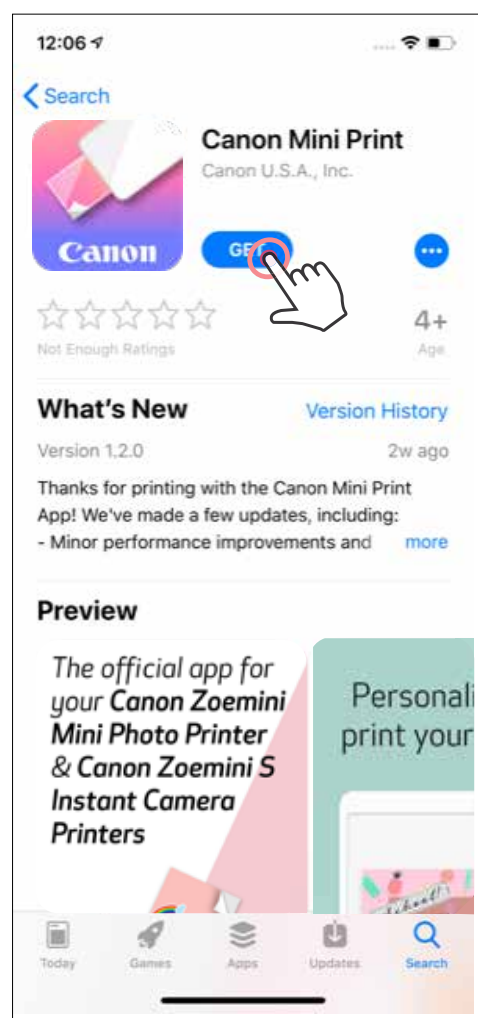 12:06
Search
Canon Mini Print
Canon U.S.A., Inc.
Canon
GET
4+
Not Enough Ratings
Age
What's New
Version History
Version 1.2.0
2w ago
Thanks for printing with the Canon Mini Print
App! We've made a few updates, including:
- Minor performance improvements and more
Preview
The official app for
your Canon Zoemini
Mini Photo Printer
& Canon Zoemini S
Instant Camera
Printers
Personali
print your
School!
Today
Games
Apps
Updates
Search